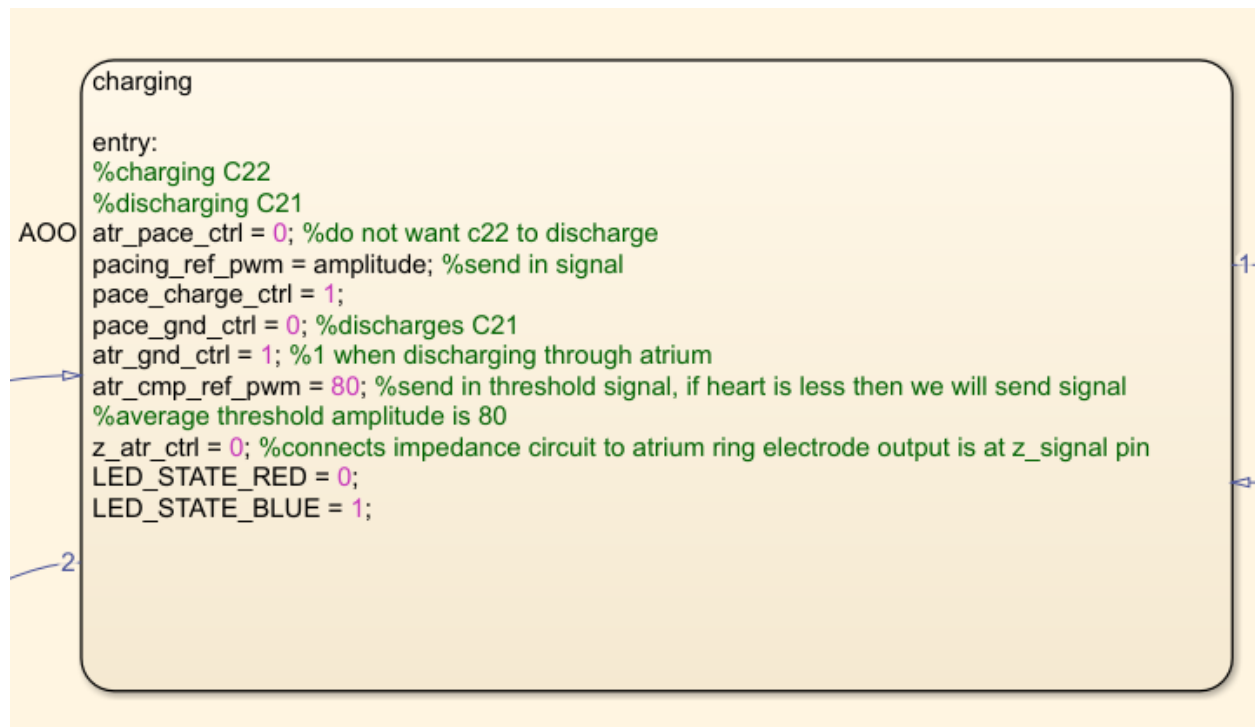 charging
entry:
%charging C22
%discharging C21
AOO
atr_pace_ctrl = 0; %do not want c22 to discharge
pacing_ref_pwm = amplitude; %send in signal
1
pace_charge_ctrl = 1;
pace_gnd_ctrl = 0; %discharges C21
atr_gnd_ctrl = 1; %1 when discharging through atrium
atr_cmp_ref_pwm = 80; %send in threshold signal, if heart is less then we will send signal
%average threshold amplitude is 80
z_atr_ctrl = 0; %connects impedance circuit to atrium ring electrode output is at z_signal pin
LED_STATE_RED = 0;
LED_STATE_BLUE = 1;
2